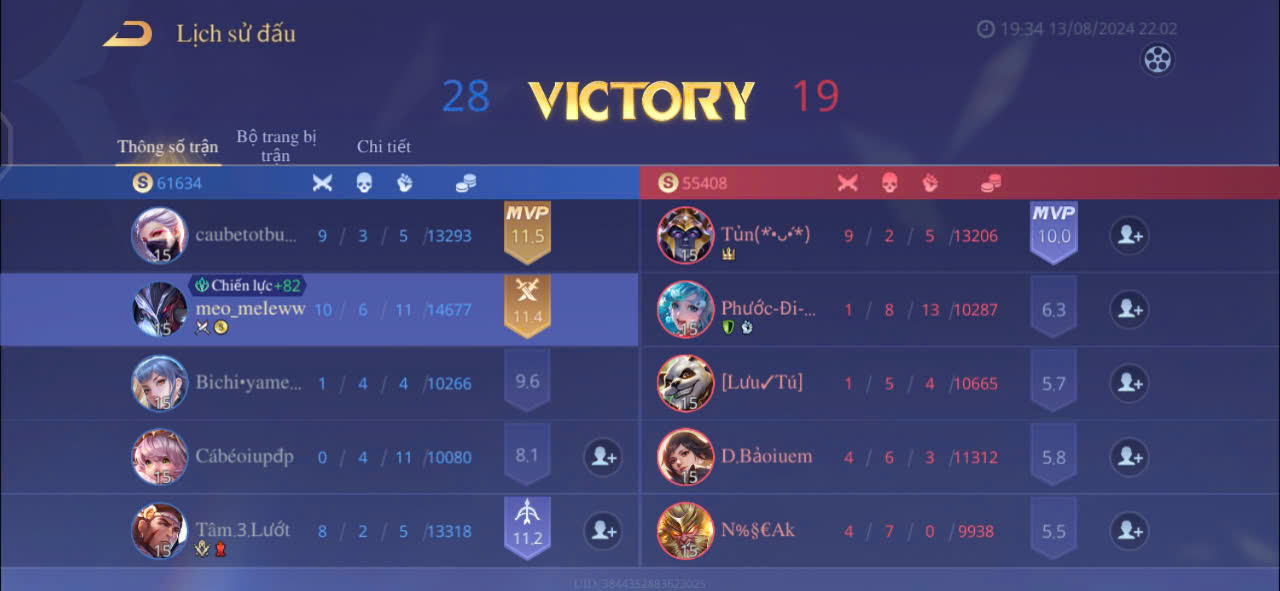 Lịch sử đấu
19:34 13/08/2024 22:02
28 VICTORY 19
Thông số trận
Bộ trang bị
trận
Chi tiết
S 61634
S 55408
caubetotbu... 9 / 3 / 5 /13293 MVP 11.5
Chiến lực+82
meo_meleww 10 / 6 / 11 /14677 11.4
Bichi•yame... 1 / 4 / 4 /10266 9.6
Cábéoiupđp 0 / 4 / 11 /10080 8.1
Tâm.3.Lướt 8 / 2 / 5 /13318 11.2
Tủn(*•ᴗ•́*) 9 / 2 / 5 /13206 MVP 10.0
Phước-Đi-... 1 / 8 / 13 /10287 6.3
[Lưu✓Tú] 1 / 5 / 4 /10665 5.7
D.Bảoiuem 4 / 6 / 3 /11312 5.8
N%§€Ak 4 / 7 / 0 /9938 5.5
15
15
15
15
15
15
15
15
15
15
UID: 3844352883623025